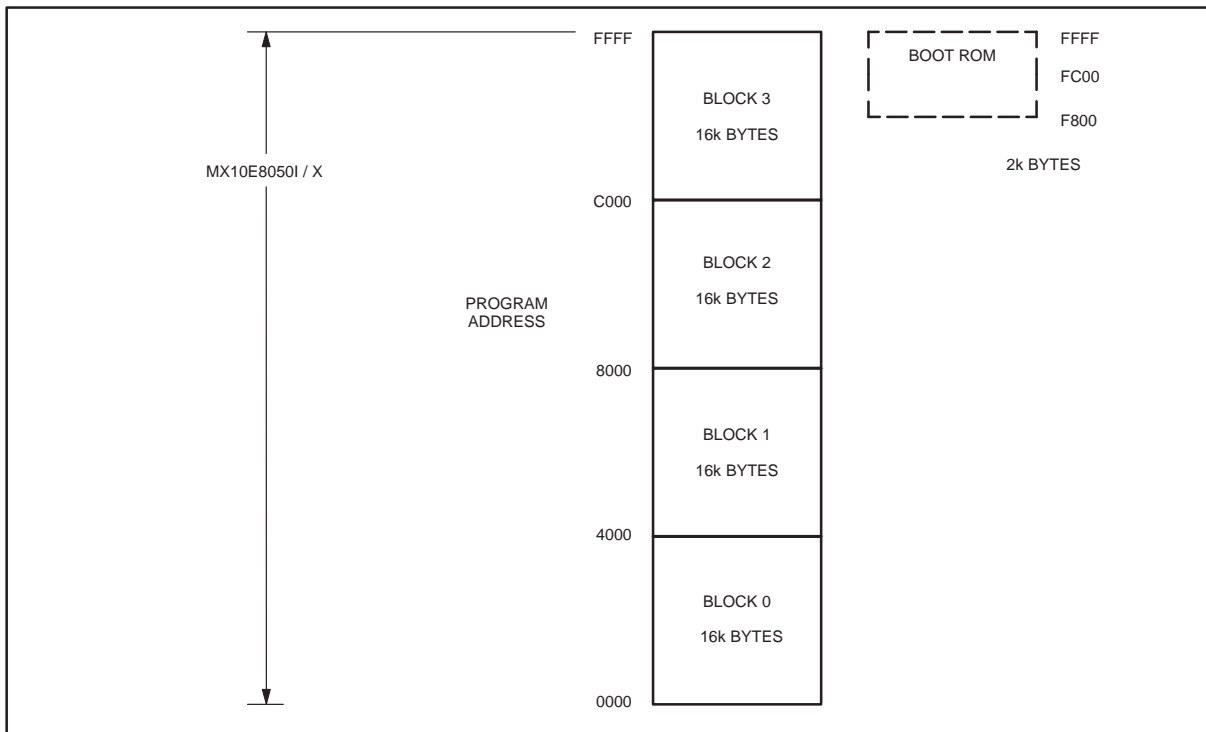 FFFF
BOOT ROM
FFFF
FC00
BLOCK 3
16k BYTES
F800
2k BYTES
MX10E8050I / X
C000
BLOCK 2
16k BYTES
PROGRAM
ADDRESS
8000
BLOCK 1
16k BYTES
4000
BLOCK 0
16k BYTES
0000